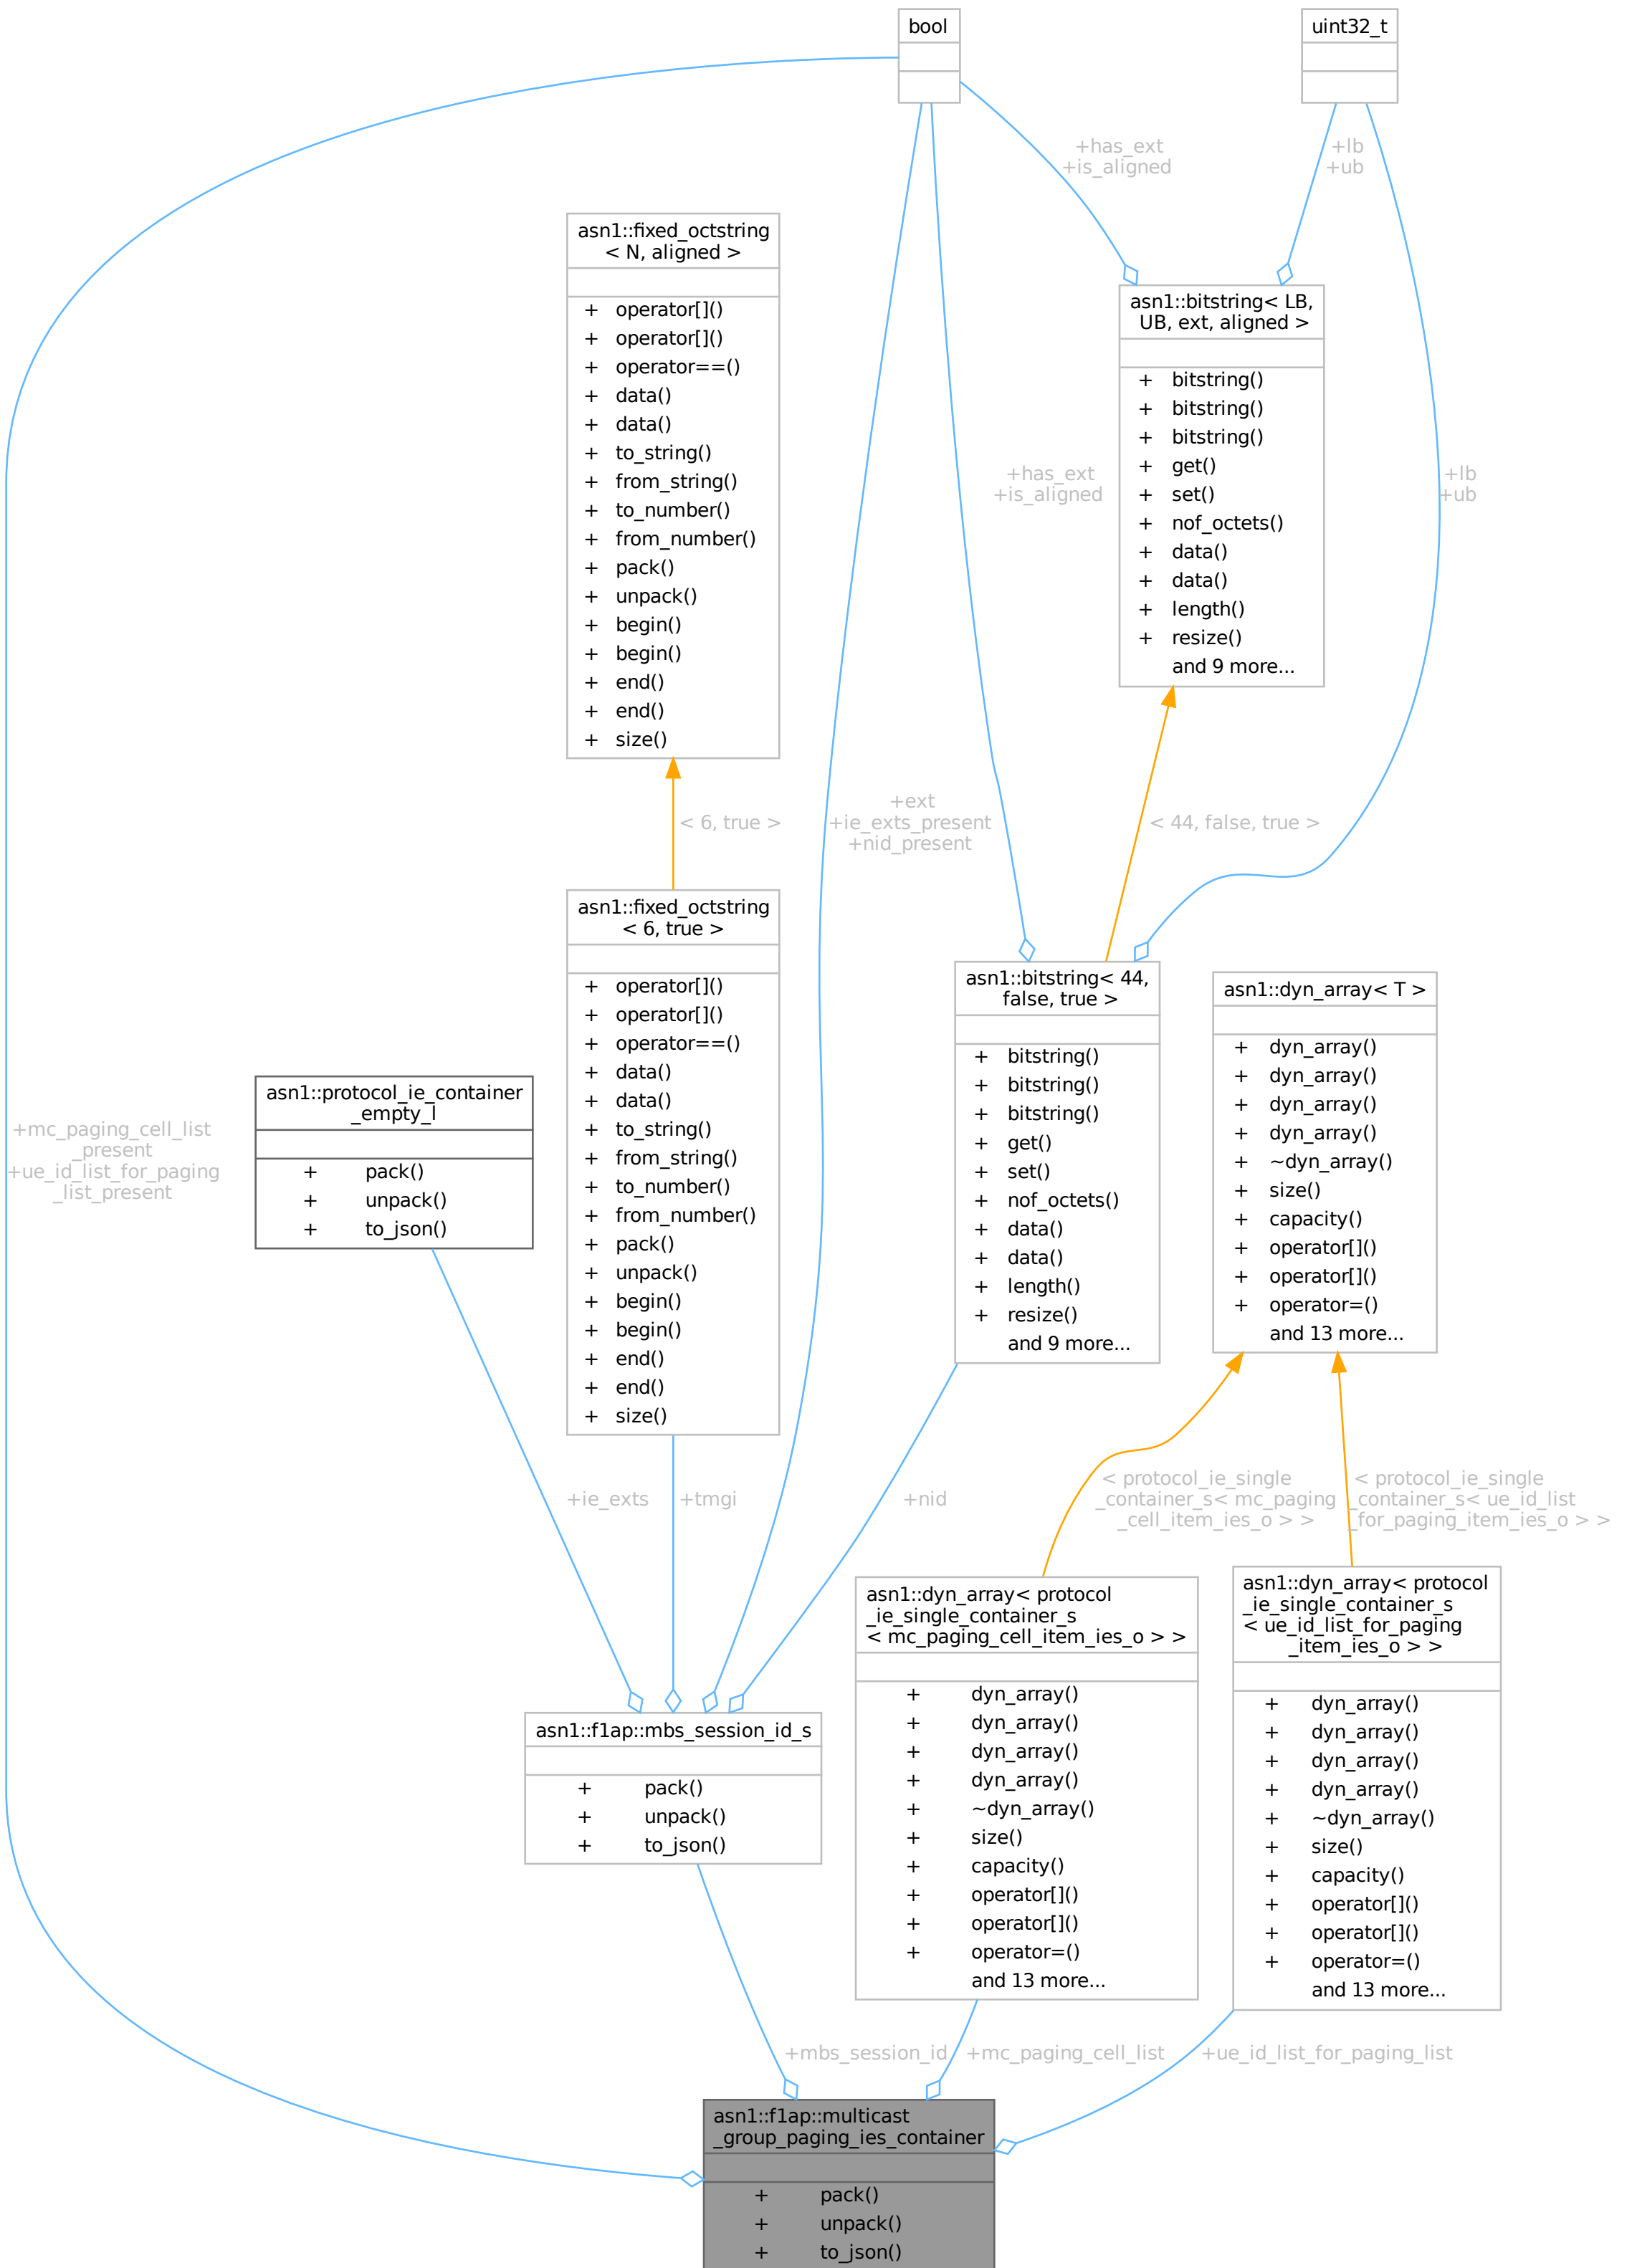 bool
uint32_t
+has_ext
+is_aligned
+lb
+ub
asn1::fixed_octstring
< N, aligned >
+ operator[]()
+ operator[]()
+ operator==()
+ data()
+ data()
+ to_string()
+ from_string()
+ to_number()
+ from_number()
+ pack()
+ unpack()
+ begin()
+ begin()
+ end()
+ end()
+ size()
asn1::bitstring< LB,
UB, ext, aligned >
+ bitstring()
+ bitstring()
+ bitstring()
+ get()
+ set()
+ nof_octets()
+ data()
+ data()
+ length()
+ resize()
and 9 more...
+has_ext
+is_aligned
+lb
+ub
< 6, true >
+ext
+ie_exts_present
+nid_present
< 44, false, true >
asn1::fixed_octstring
< 6, true >
+ operator[]()
+ operator[]()
+ operator==()
+ data()
+ data()
+ to_string()
+ from_string()
+ to_number()
+ from_number()
+ pack()
+ unpack()
+ begin()
+ begin()
+ end()
+ end()
+ size()
asn1::bitstring< 44,
false, true >
+ bitstring()
+ bitstring()
+ bitstring()
+ get()
+ set()
+ nof_octets()
+ data()
+ data()
+ length()
+ resize()
and 9 more...
asn1::dyn_array< T >
+ dyn_array()
+ dyn_array()
+ dyn_array()
+ dyn_array()
+ ~dyn_array()
+ size()
+ capacity()
+ operator[]()
+ operator[]()
+ operator=()
and 13 more...
asn1::protocol_ie_container
_empty_l
+ pack()
+ unpack()
+ to_json()
+mc_paging_cell_list
_present
+ue_id_list_for_paging
_list_present
+ie_exts
+tmgi
+nid
< protocol_ie_single
_container_s< mc_paging
_cell_item_ies_o > >
< protocol_ie_single
_container_s< ue_id_list
_for_paging_item_ies_o > >
asn1::f1ap::mbs_session_id_s
+ pack()
+ unpack()
+ to_json()
asn1::dyn_array< protocol
_ie_single_container_s
< mc_paging_cell_item_ies_o > >
+ dyn_array()
+ dyn_array()
+ dyn_array()
+ dyn_array()
+ ~dyn_array()
+ size()
+ capacity()
+ operator[]()
+ operator[]()
+ operator=()
and 13 more...
asn1::dyn_array< protocol
_ie_single_container_s
< ue_id_list_for_paging
_item_ies_o > >
+ dyn_array()
+ dyn_array()
+ dyn_array()
+ dyn_array()
+ ~dyn_array()
+ size()
+ capacity()
+ operator[]()
+ operator[]()
+ operator=()
and 13 more...
+mbs_session_id
+mc_paging_cell_list
+ue_id_list_for_paging_list
asn1::f1ap::multicast
_group_paging_ies_container
+ pack()
+ unpack()
+ to_json()